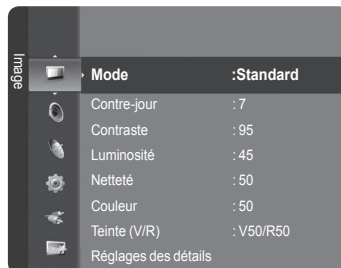 Image
Mode :Standard
Contre-jour : 7
Contraste : 95
Luminosité : 45
Netteté : 50
Couleur : 50
Teinte (V/R) : V50/R50
Réglages des détails